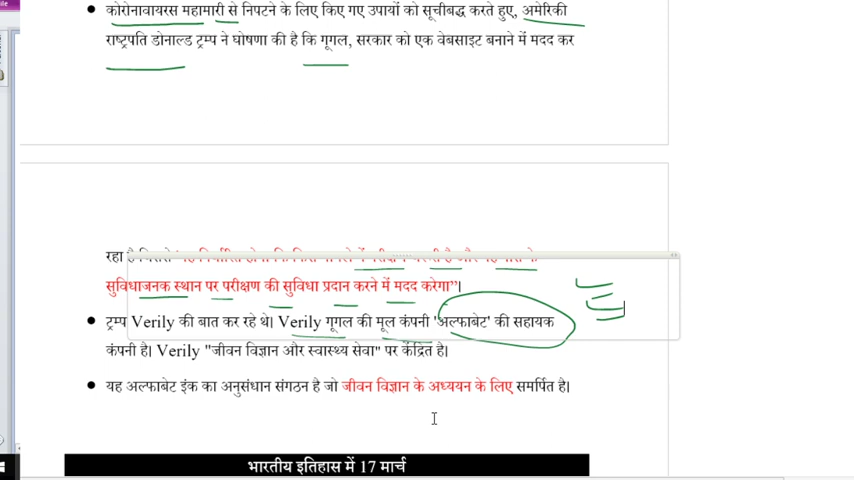 कोरोनावायरस महामारी से निपटने के लिए किए गए उपायों को सूचीबद्ध करते हुए, अमेरिकी
राष्ट्रपति डोनाल्ड ट्रम्प ने घोषणा की है कि गूगल, सरकार को एक वेबसाइट बनाने में मदद कर
रहा है
सुविधाजनक स्थान पर परीक्षण की सुविधा प्रदान करने में मदद करेगा”।
ट्रम्प Verily की बात कर रहे थे। Verily गूगल की मूल कंपनी 'अल्फाबेट' की सहायक
कंपनी है। Verily "जीवन विज्ञान और स्वास्थ्य सेवा" पर केंद्रित है।
यह अल्फाबेट इंक का अनुसंधान संगठन है जो जीवन विज्ञान के अध्ययन के लिए समर्पित है।
भारतीय इतिहास में 17 मार्च